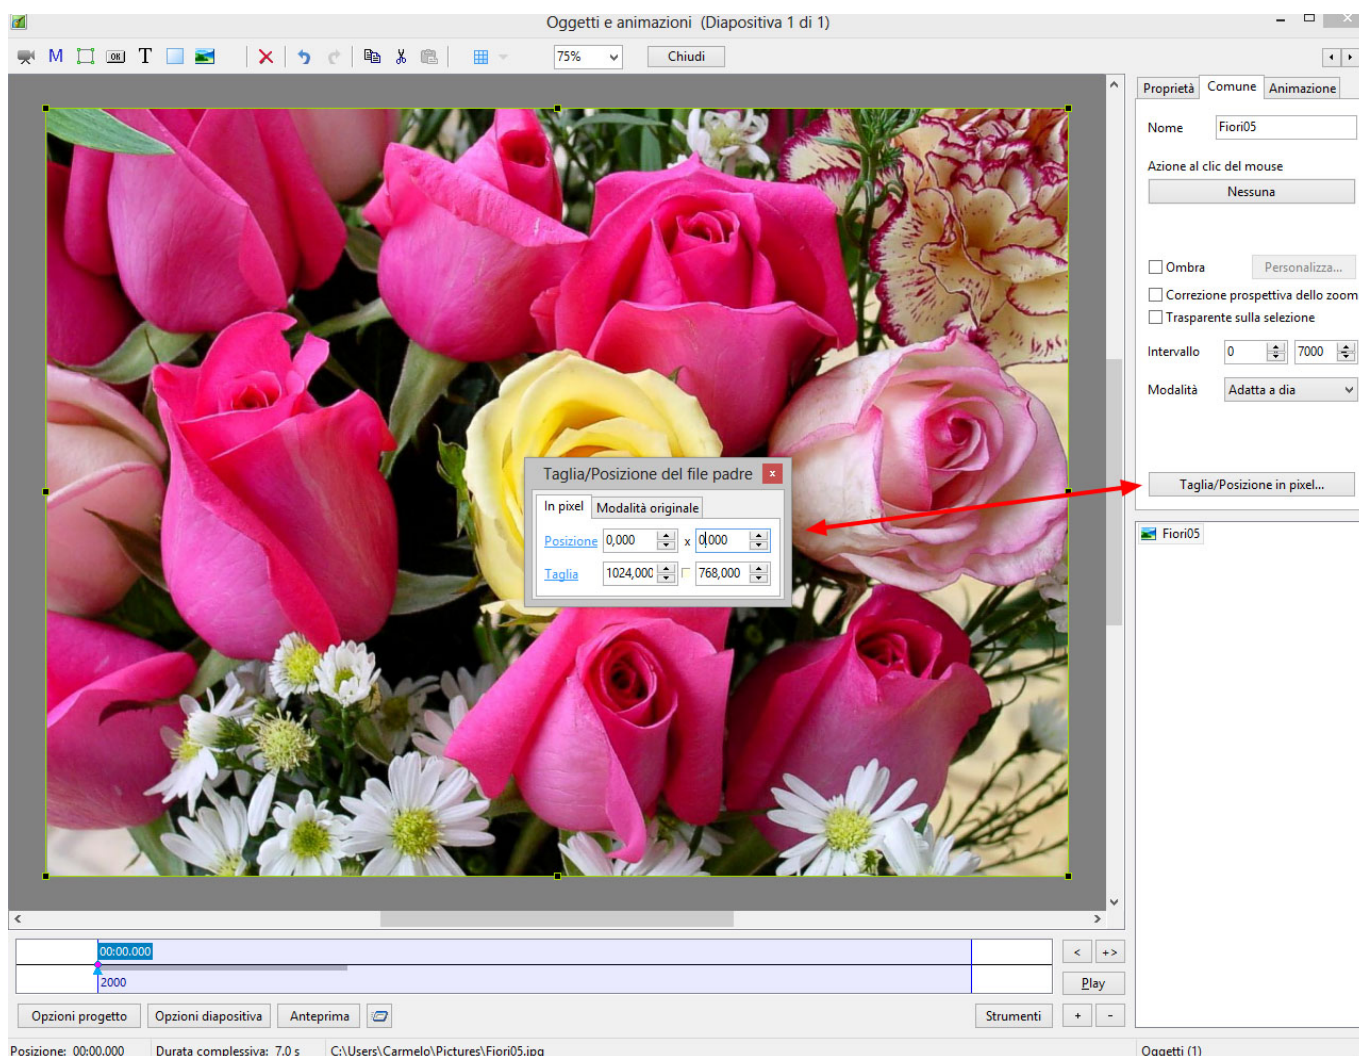 Oggetti e animazioni (Diapositiva 1 di 1)
M OK T 75% Chiudi
Proprietà Comune Animazione
Nome Fiori05
Azione al clic del mouse
Nessuna
Ombra Personalizza...
Correzione prospettiva dello zoom
Trasparente sulla selezione
Intervallo 0 7000
Modalità Adatta a dia
Taglia/Posizione in pixel...
Fiori05
Taglia/Posizione del file padre x
In pixel Modalità originale
Posizione 0,000 x 0,000
Taglia 1024,000 768,000
00:00.000
2000
< +>
Play
Opzioni progetto Opzioni diapositiva Anteprima Strumenti + -
Posizione: 00:00.000 Durata complessiva: 7.0 s C:\Users\Carmelo\Pictures\Fiori05.jpg Oggetti (1)